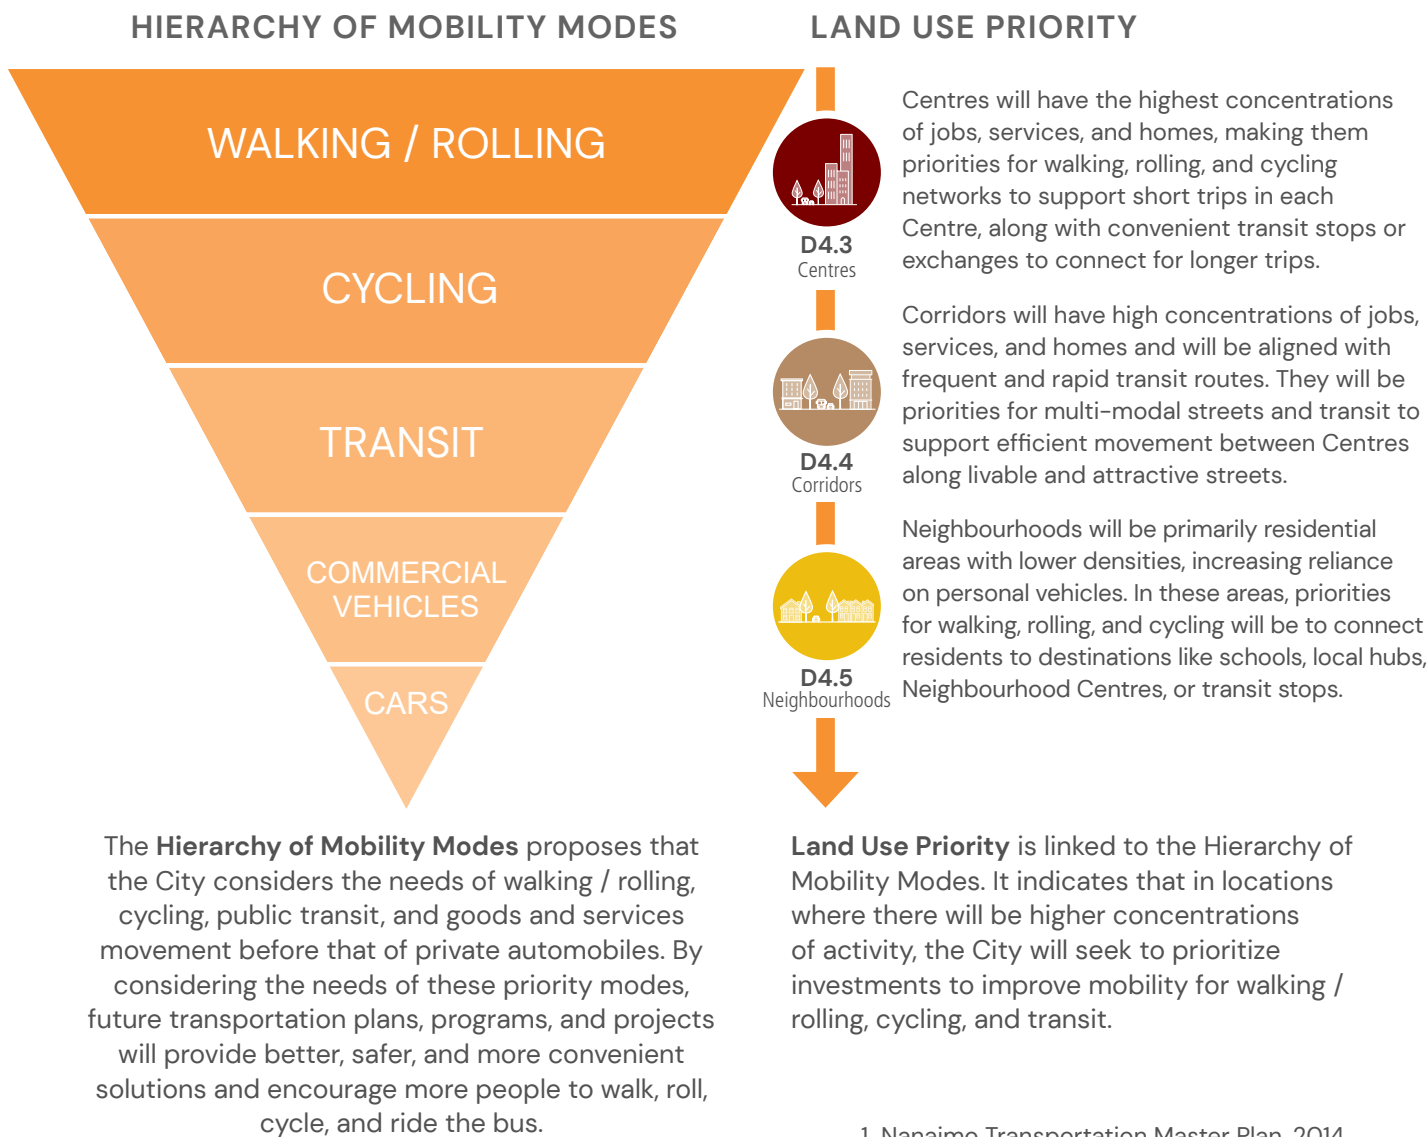 HIERARCHY OF MOBILITY MODES
WALKING / ROLLING
CYCLING
TRANSIT
COMMERCIAL
VEHICLES
CARS
The Hierarchy of Mobility Modes proposes that
the City considers the needs of walking / rolling,
cycling, public transit, and goods and services
movement before that of private automobiles. By
considering the needs of these priority modes,
future transportation plans, programs, and projects
will provide better, safer, and more convenient
solutions and encourage more people to walk, roll,
cycle, and ride the bus.
LAND USE PRIORITY
D4.3
Centres
Centres will have the highest concentrations
of jobs, services, and homes, making them
priorities for walking, rolling, and cycling
networks to support short trips in each
Centre, along with convenient transit stops or
exchanges to connect for longer trips.
D4.4
Corridors
Corridors will have high concentrations of jobs,
services, and homes and will be aligned with
frequent and rapid transit routes. They will be
priorities for multi-modal streets and transit to
support efficient movement between Centres
along livable and attractive streets.
D4.5
Neighbourhoods
Neighbourhoods will be primarily residential
areas with lower densities, increasing reliance
on personal vehicles. In these areas, priorities
for walking, rolling, and cycling will be to connect
residents to destinations like schools, local hubs,
Neighbourhood Centres, or transit stops.
Land Use Priority is linked to the Hierarchy of
Mobility Modes. It indicates that in locations
where there will be higher concentrations
of activity, the City will seek to prioritize
investments to improve mobility for walking /
rolling, cycling, and transit.
1. Nanaimo Transportation Master Plan, 2014